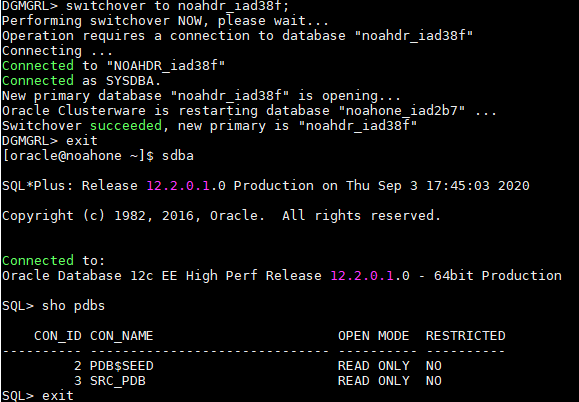 DGMGRL> switchover to noahdr_iad38f;
Performing switchover NOW, please wait...
Operation requires a connection to database "noahdr_iad38f"
Connecting ...
Connected to "NOAHDR_iad38f"
Connected as SYSDBA.
New primary database "noahdr_iad38f" is opening...
Oracle Clusterware is restarting database "noahone_iad2b7" ...
Switchover succeeded, new primary is "noahdr_iad38f"
DGMGRL> exit
[oracle@noahone ~]$ sdba
SQL*Plus: Release 12.2.0.1.0 Production on Thu Sep 3 17:45:03 2020
Copyright (c) 1982, 2016, Oracle.  All rights reserved.
Connected to:
Oracle Database 12c EE High Perf Release 12.2.0.1.0 - 64bit Production
SQL> sho pdbs
    CON_ID CON_NAME                       OPEN MODE  RESTRICTED
---------- ------------------------------ ---------- ----------
         2 PDB$SEED                       READ ONLY  NO
         3 SRC_PDB                        READ ONLY  NO
SQL> exit